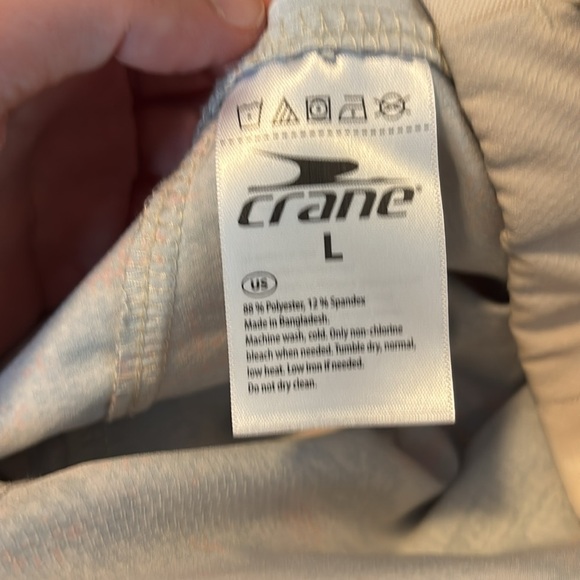 crane®
L
US
88 % Polyester, 12 % Spandex
Made in Bangladesh.
Machine wash, cold. Only non-chlorine
bleach when needed. Tumble dry, normal,
low heat. Low iron if needed.
Do not dry clean.